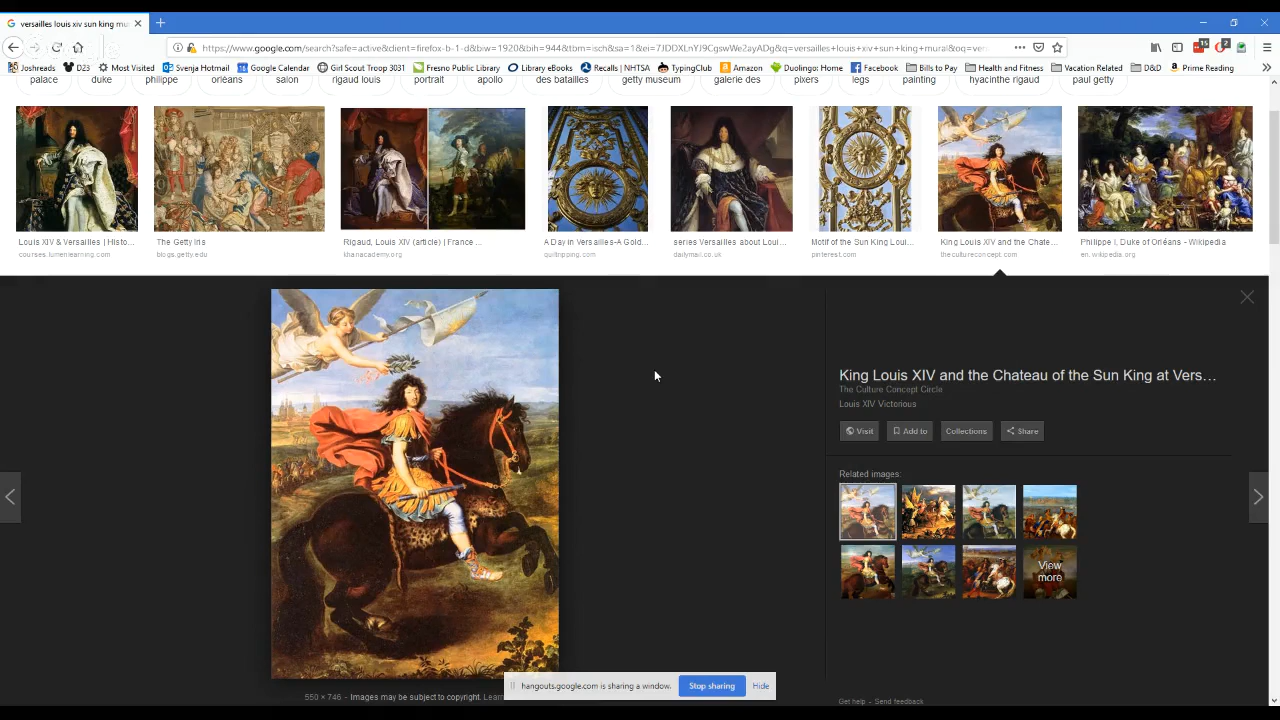 versailles louis xiv sun king mu
https://www.google.com/search?safe=active&client=firefox-b-1-d&biw=1920&bih=944&tbm=isch&sa=1&ei=7JDDXLnYJ9CgswWe2ayADg&q=versailles+louis+xiv+sun+king+mural&oq=ver
15
2
Joshreads D23 Most Visited Svenja Hotmail Google Calendar Girl Scout Troop 3031 Fresno Public Library Library eBooks Recalls | NHTSA TypingClub Amazon Duolingo: Home Facebook Bills to Pay Health and Fitness Vacation Related D&D Prime Reading
palace duke philippe orleans salon rigaud louis portrait apollo des batailles getty museum galerie des pixers legs painting hyacinthe rigaud paul getty
Louis XIV & Versailles | Histo... The Getty Iris Rigaud, Louis XIV (article) | France ... A Day in Versailles-A Gold... series Versailles about Loui... Motif of the Sun King Loui... King Louis XIV and the Chate... Philippe I, Duke of Orléans - Wikipedia
courses.lumenlearning.com blogs.getty.edu khanacademy.org quiltripping.com dailymail.co.uk pinterest.com thecultureconcept.com en.wikipedia.org
King Louis XIV and the Chateau of the Sun King at Vers...
The Culture Concept Circle
Louis XIV Victorious
Visit Add to Collections Share
Related images:
View
more
hangouts.google.com is sharing a window. Stop sharing Hide
550 × 746 - Images may be subject to copyright. Learn
Get help - Send feedback